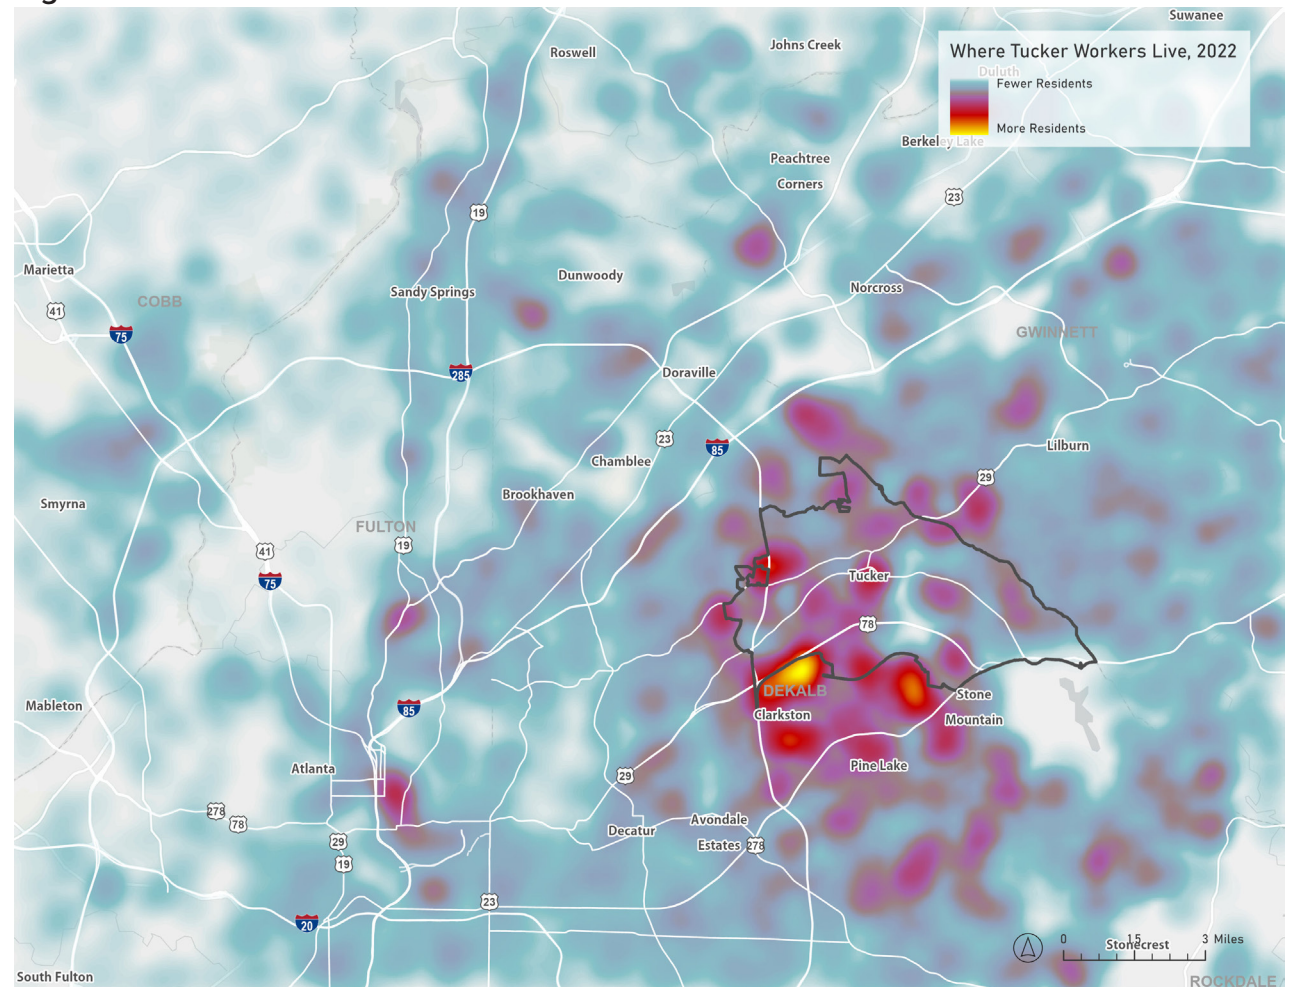 Suwanee
Roswell
Johns Creek
Where Tucker Workers Live, 2022
Duluth
Fewer Residents
More Residents
Berkeley Lake
Peachtree
Corners
23
19
Marietta
Dunwoody
Sandy Springs
Norcross
COBB
41
75
GWINNETT
285
Doraville
23
85
Chamblee
Lilburn
29
Brookhaven
Smyrna
FULTON
19
41
75
Tucker
78
DEKALB
Stone
Mountain
Clarkston
Mableton
85
Atlanta
Pine Lake
29
278
78
Avondale
Estates
278
Decatur
29
19
23
20
0 1.5 3 Miles
Stonecrest
South Fulton
ROCKDALE